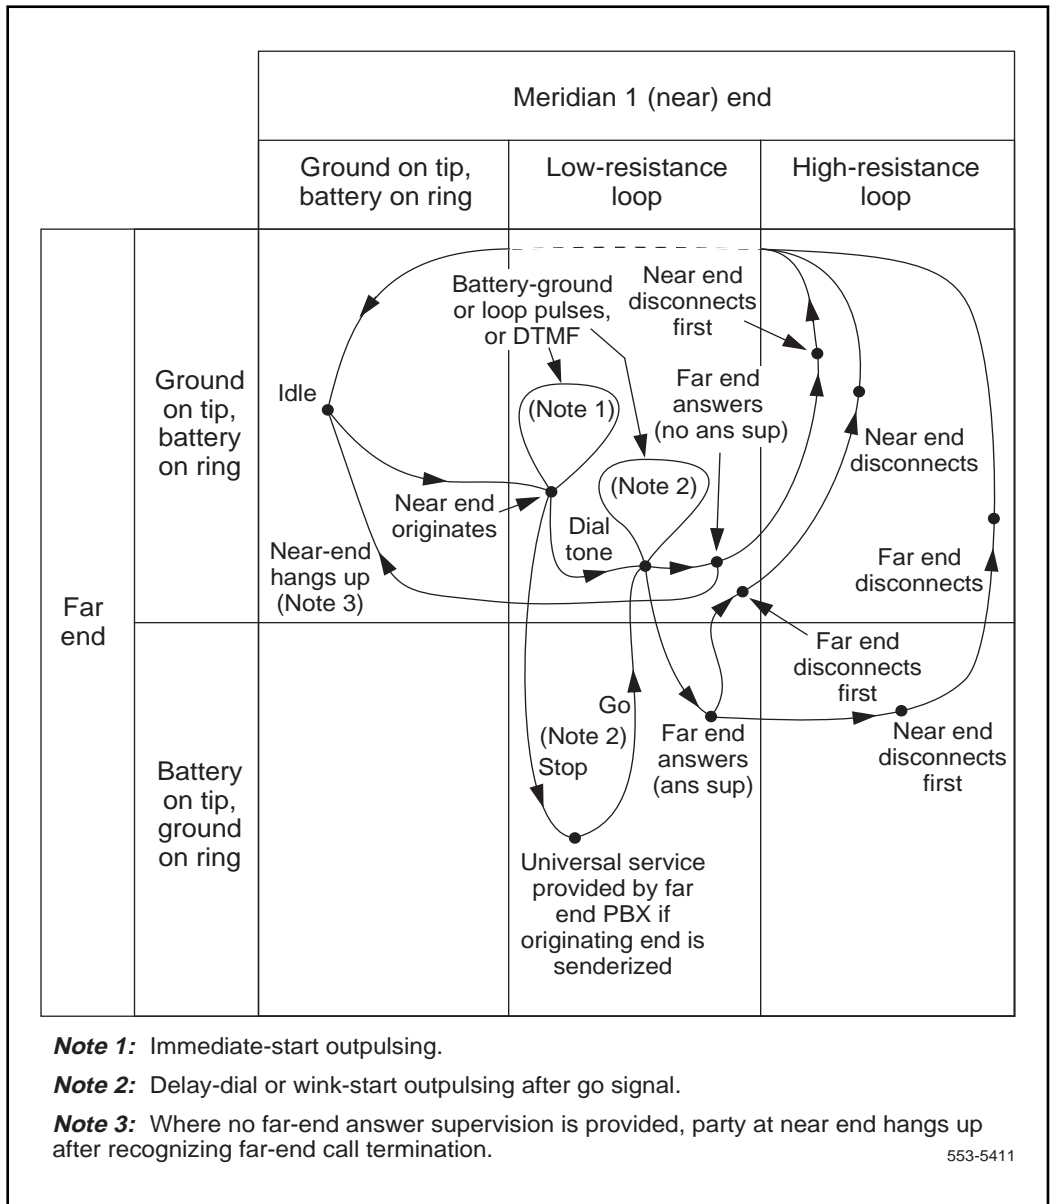 Meridian 1 (near) end
Ground on tip,
battery on ring
Low-resistance
loop
High-resistance
loop
Far
end
Ground
on tip,
battery
on ring
Battery
on tip,
ground
on ring
Idle
Battery-ground
or loop pulses,
or DTMF
(Note 1)
(Note 2)
Near end
disconnects
first
Far end
answers
(no ans sup)
Near end
disconnects
Near end
originates
Dial
tone
Near-end
hangs up
(Note 3)
Far end
disconnects
Far end
disconnects
first
Go
(Note 2)
Stop
Far end
answers
(ans sup)
Near end
disconnects
first
Universal service
provided by far
end PBX if
originating end is
senderized
Note 1: Immediate-start outpulsing.
Note 2: Delay-dial or wink-start outpulsing after go signal.
Note 3: Where no far-end answer supervision is provided, party at near end hangs up
after recognizing far-end call termination.
553-5411